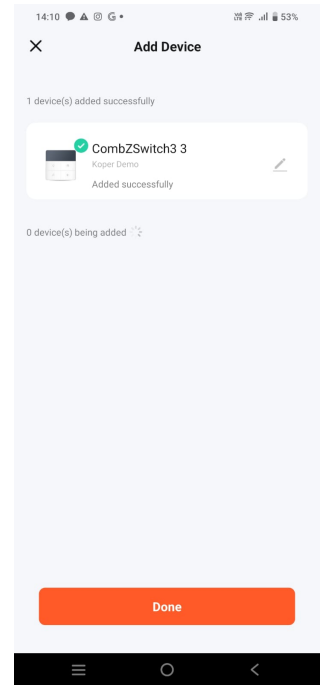 14:10 G 53%
Add Device
1 device(s) added successfully
CombZSwitch3 3
Koper Demo
Added successfully
0 device(s) being added
Done